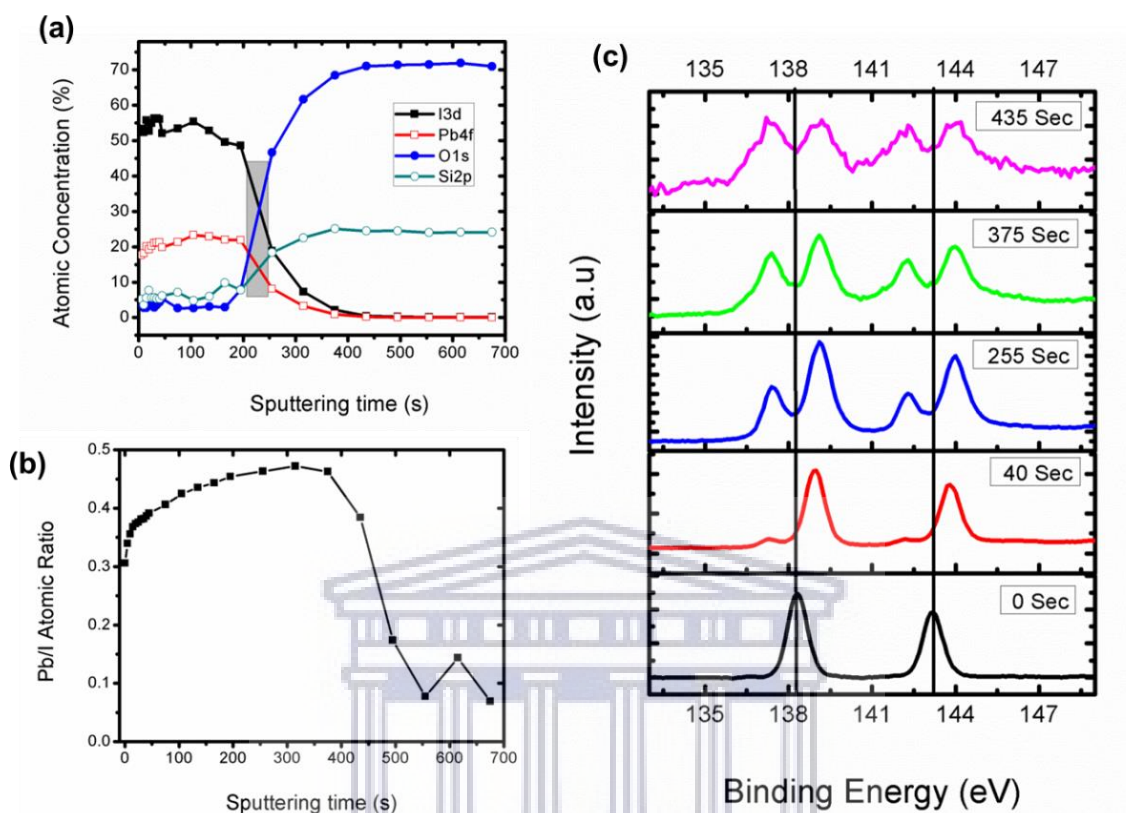 (a)
Atomic Concentration (%)
70
60
50
40
30
20
10
0
I3d
Pb4f
O1s
Si2p
0 100 200 300 400 500 600 700
Sputtering time (s)
(b)
Pb/I Atomic Ratio
0.5
0.4
0.3
0.2
0.1
0.0
0 100 200 300 400 500 600 700
Sputtering time (s)
(c)
135 138 141 144 147
Intensity (a.u)
435 Sec
375 Sec
255 Sec
40 Sec
0 Sec
135 138 141 144 147
Binding Energy (eV)